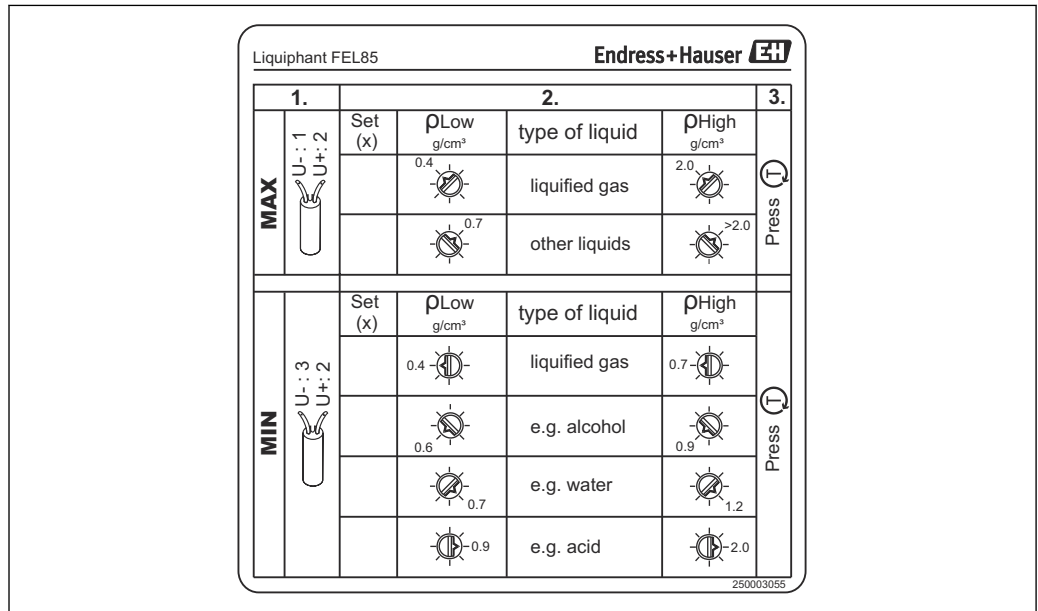 Liquiphant FEL85 Endress+Hauser EH
1. 2. 3.
MAX
U- : 1
U+: 2
Set (x) ρLow g/cm³ type of liquid ρHigh g/cm³
0.4 liquified gas 2.0
0.7 other liquids >2.0
Press T
MIN
U- : 3
U+: 2
Set (x) ρLow g/cm³ type of liquid ρHigh g/cm³
0.4 liquified gas 0.7
0.6 e.g. alcohol 0.9
0.7 e.g. water 1.2
0.9 e.g. acid 2.0
Press T
250003055